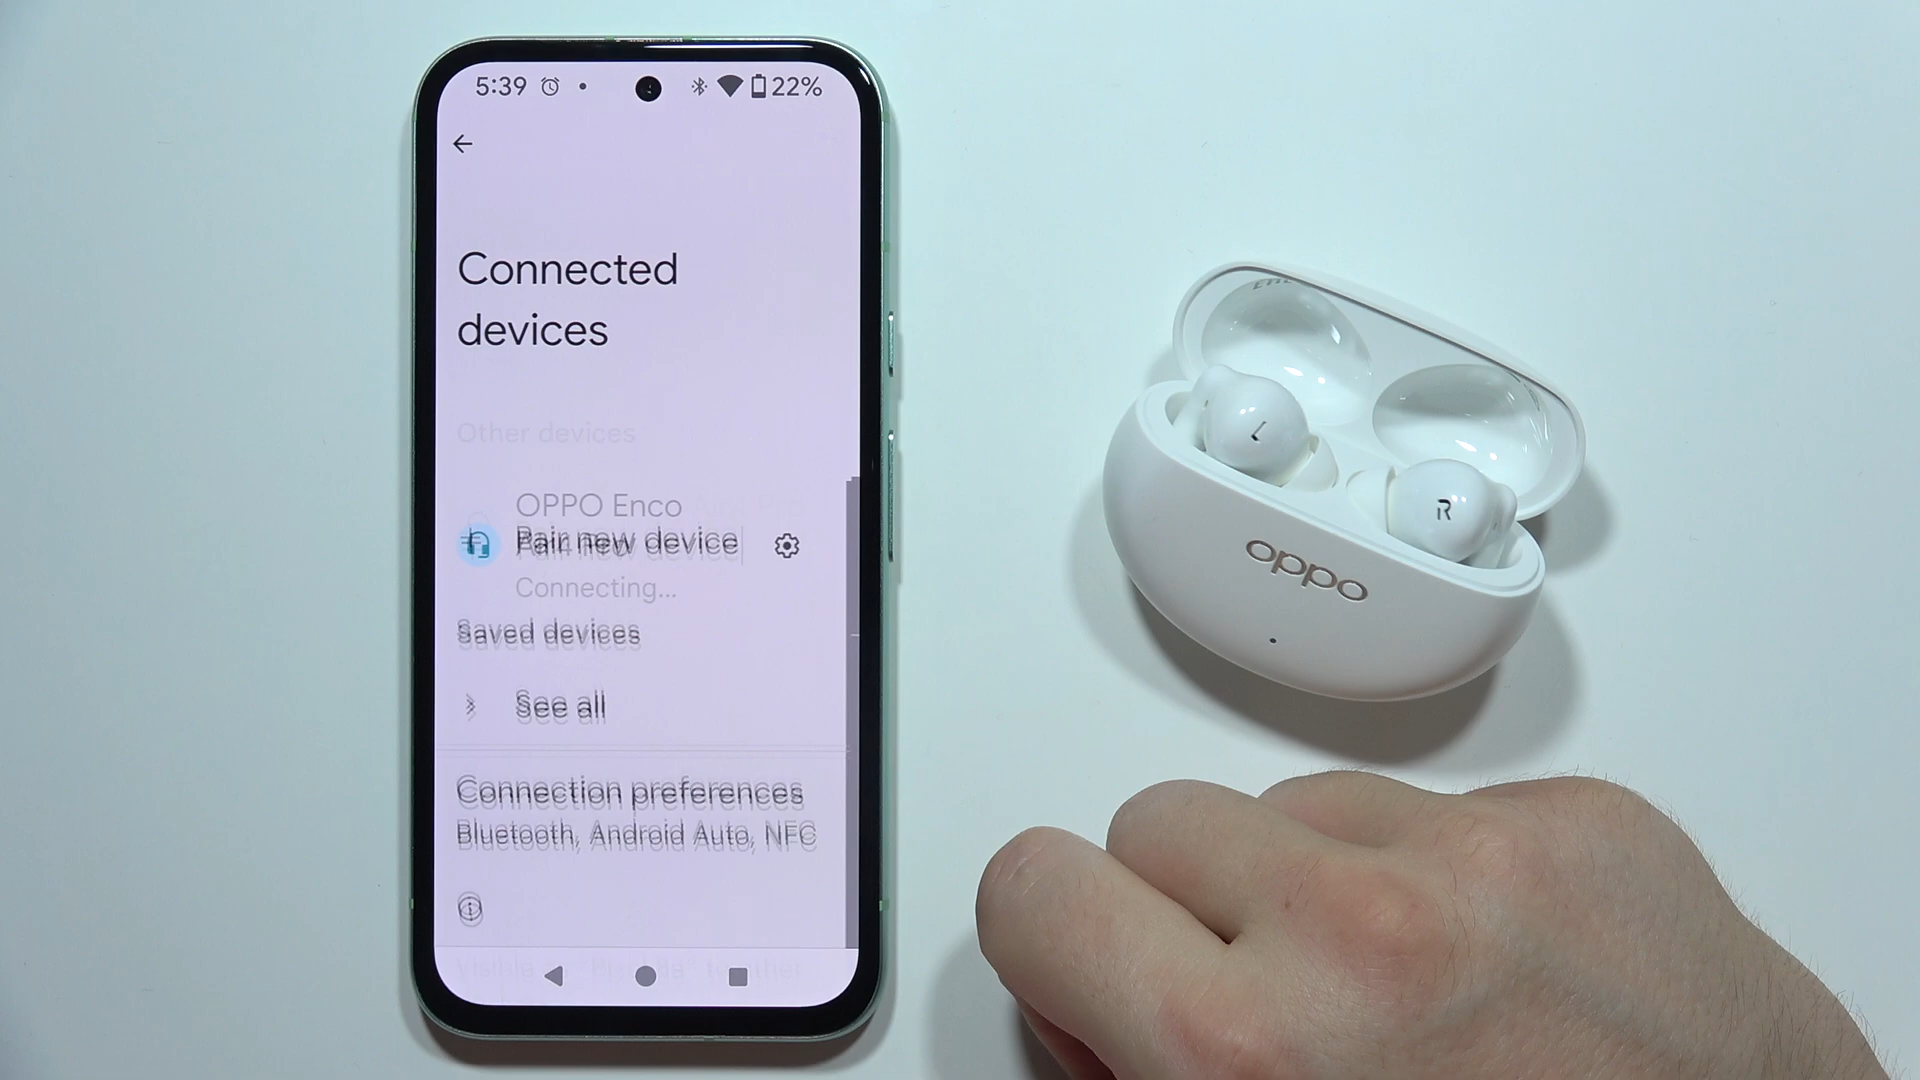 5:39
22%
Connected
devices
Other devices
OPPO Enco
Pair new device
Connecting...
Saved devices
See all
Connection preferences
Bluetooth, Android Auto, NFC
L
R
oppo